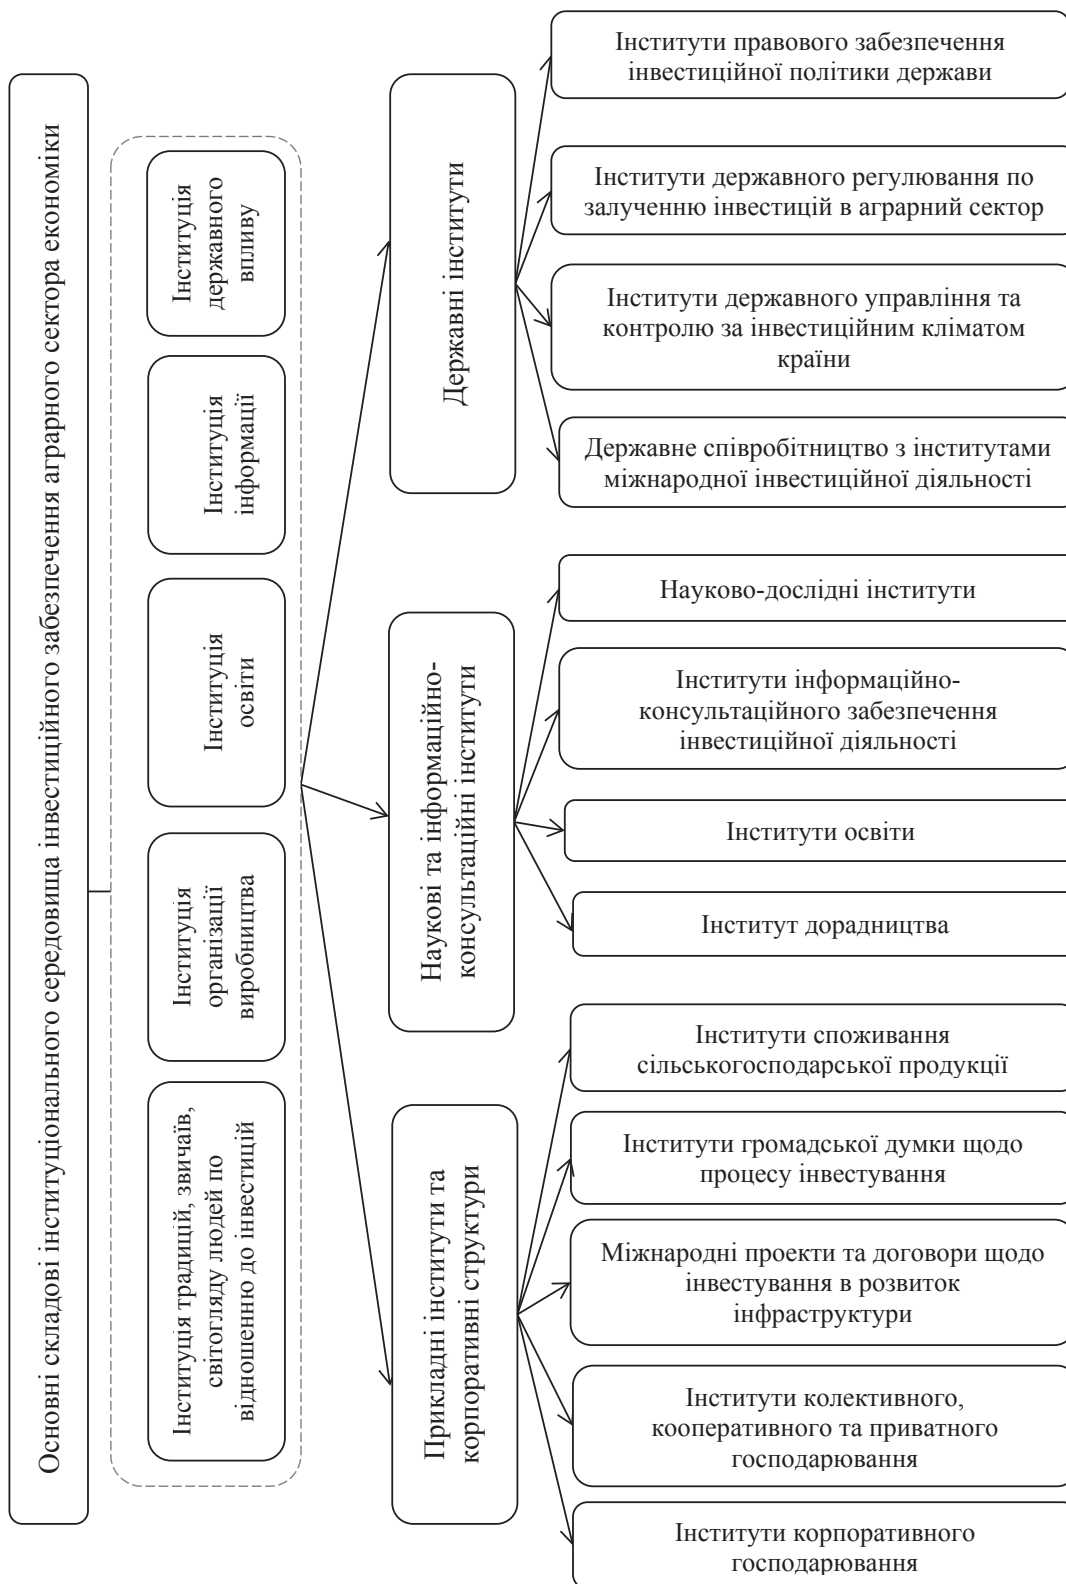 Основні складові інституціонального середовища інвестиційного забезпечення аграрного сектора економіки
Інституція
державного
впливу
Інституція
інформації
Інституція
освіти
Інституція
організації
виробництва
Інституція традицій, звичаїв,
світогляду людей по
відношенню до інвестицій
Державні інститути
Інститути правового забезпечення
інвестиційної політики держави
Інститути державного регулювання по
залученню інвестицій в аграрний сектор
Інститути державного управління та
контролю за інвестиційним кліматом
країни
Державне співробітництво з інститутами
міжнародної інвестиційної діяльності
Наукові та інформаційно-
консультаційні інститути
Науково-дослідні інститути
Інститути інформаційно-
консультаційного забезпечення
інвестиційної діяльності
Інститути освіти
Інститут дорадництва
Прикладні інститути та
корпоративні структури
Інститути споживання
сільськогосподарської продукції
Інститути громадської думки щодо
процесу інвестування
Міжнародні проекти та договори щодо
інвестування в розвиток
інфраструктури
Інститути колективного,
кооперативного та приватного
господарювання
Інститути корпоративного
господарювання